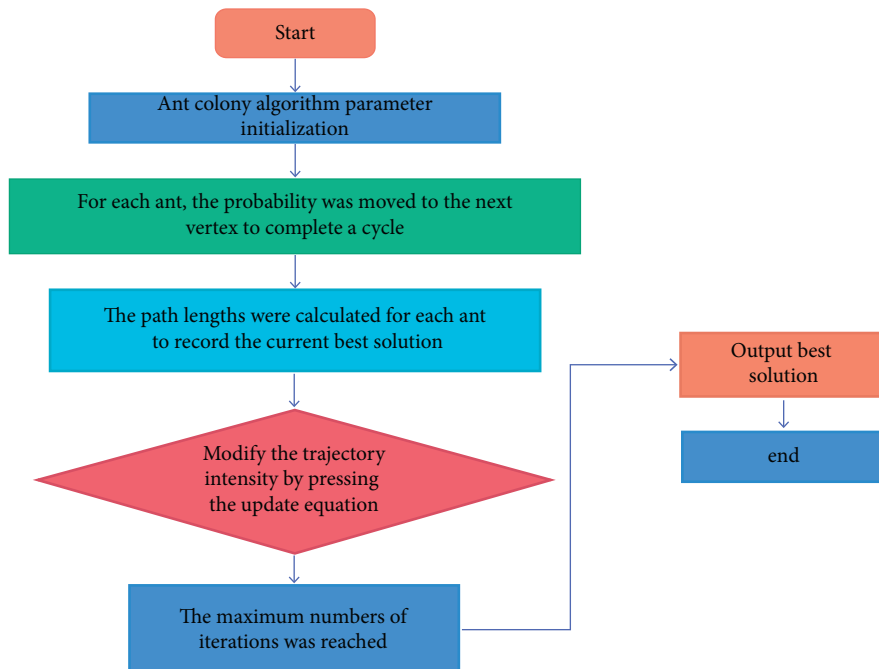 Start
Ant colony algorithm parameter
initialization
For each ant, the probability was moved to the next
vertex to complete a cycle
The path lengths were calculated for each ant
to record the current best solution
Modify the trajectory
intensity by pressing
the update equation
The maximum numbers of
iterations was reached
Output best
solution
end